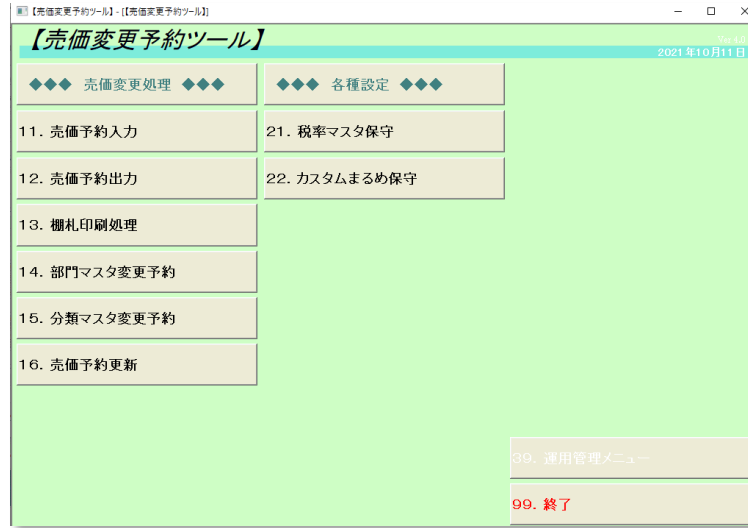 【売価変更予約ツール】 - [【売価変更予約ツール】]
【売価変更予約ツール】
Ver4.0
2021年10月11日
◆◆◆ 売価変更処理 ◆◆◆
11. 売価予約入力
12. 売価予約出力
13. 棚札印刷処理
14. 部門マスタ変更予約
15. 分類マスタ変更予約
16. 売価予約更新
◆◆◆ 各種設定 ◆◆◆
21. 税率マスタ保守
22. カスタムまるめ保守
39. 運用管理メニュー
99. 終了